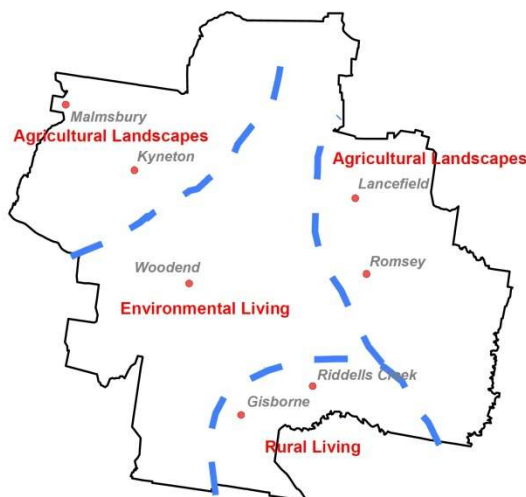 Malmsbury
Agricultural Landscapes
Kyneton
Agricultural Landscapes
Lancefield
Woodend
Romsey
Environmental Living
Riddells Creek
Gisborne
Rural Living